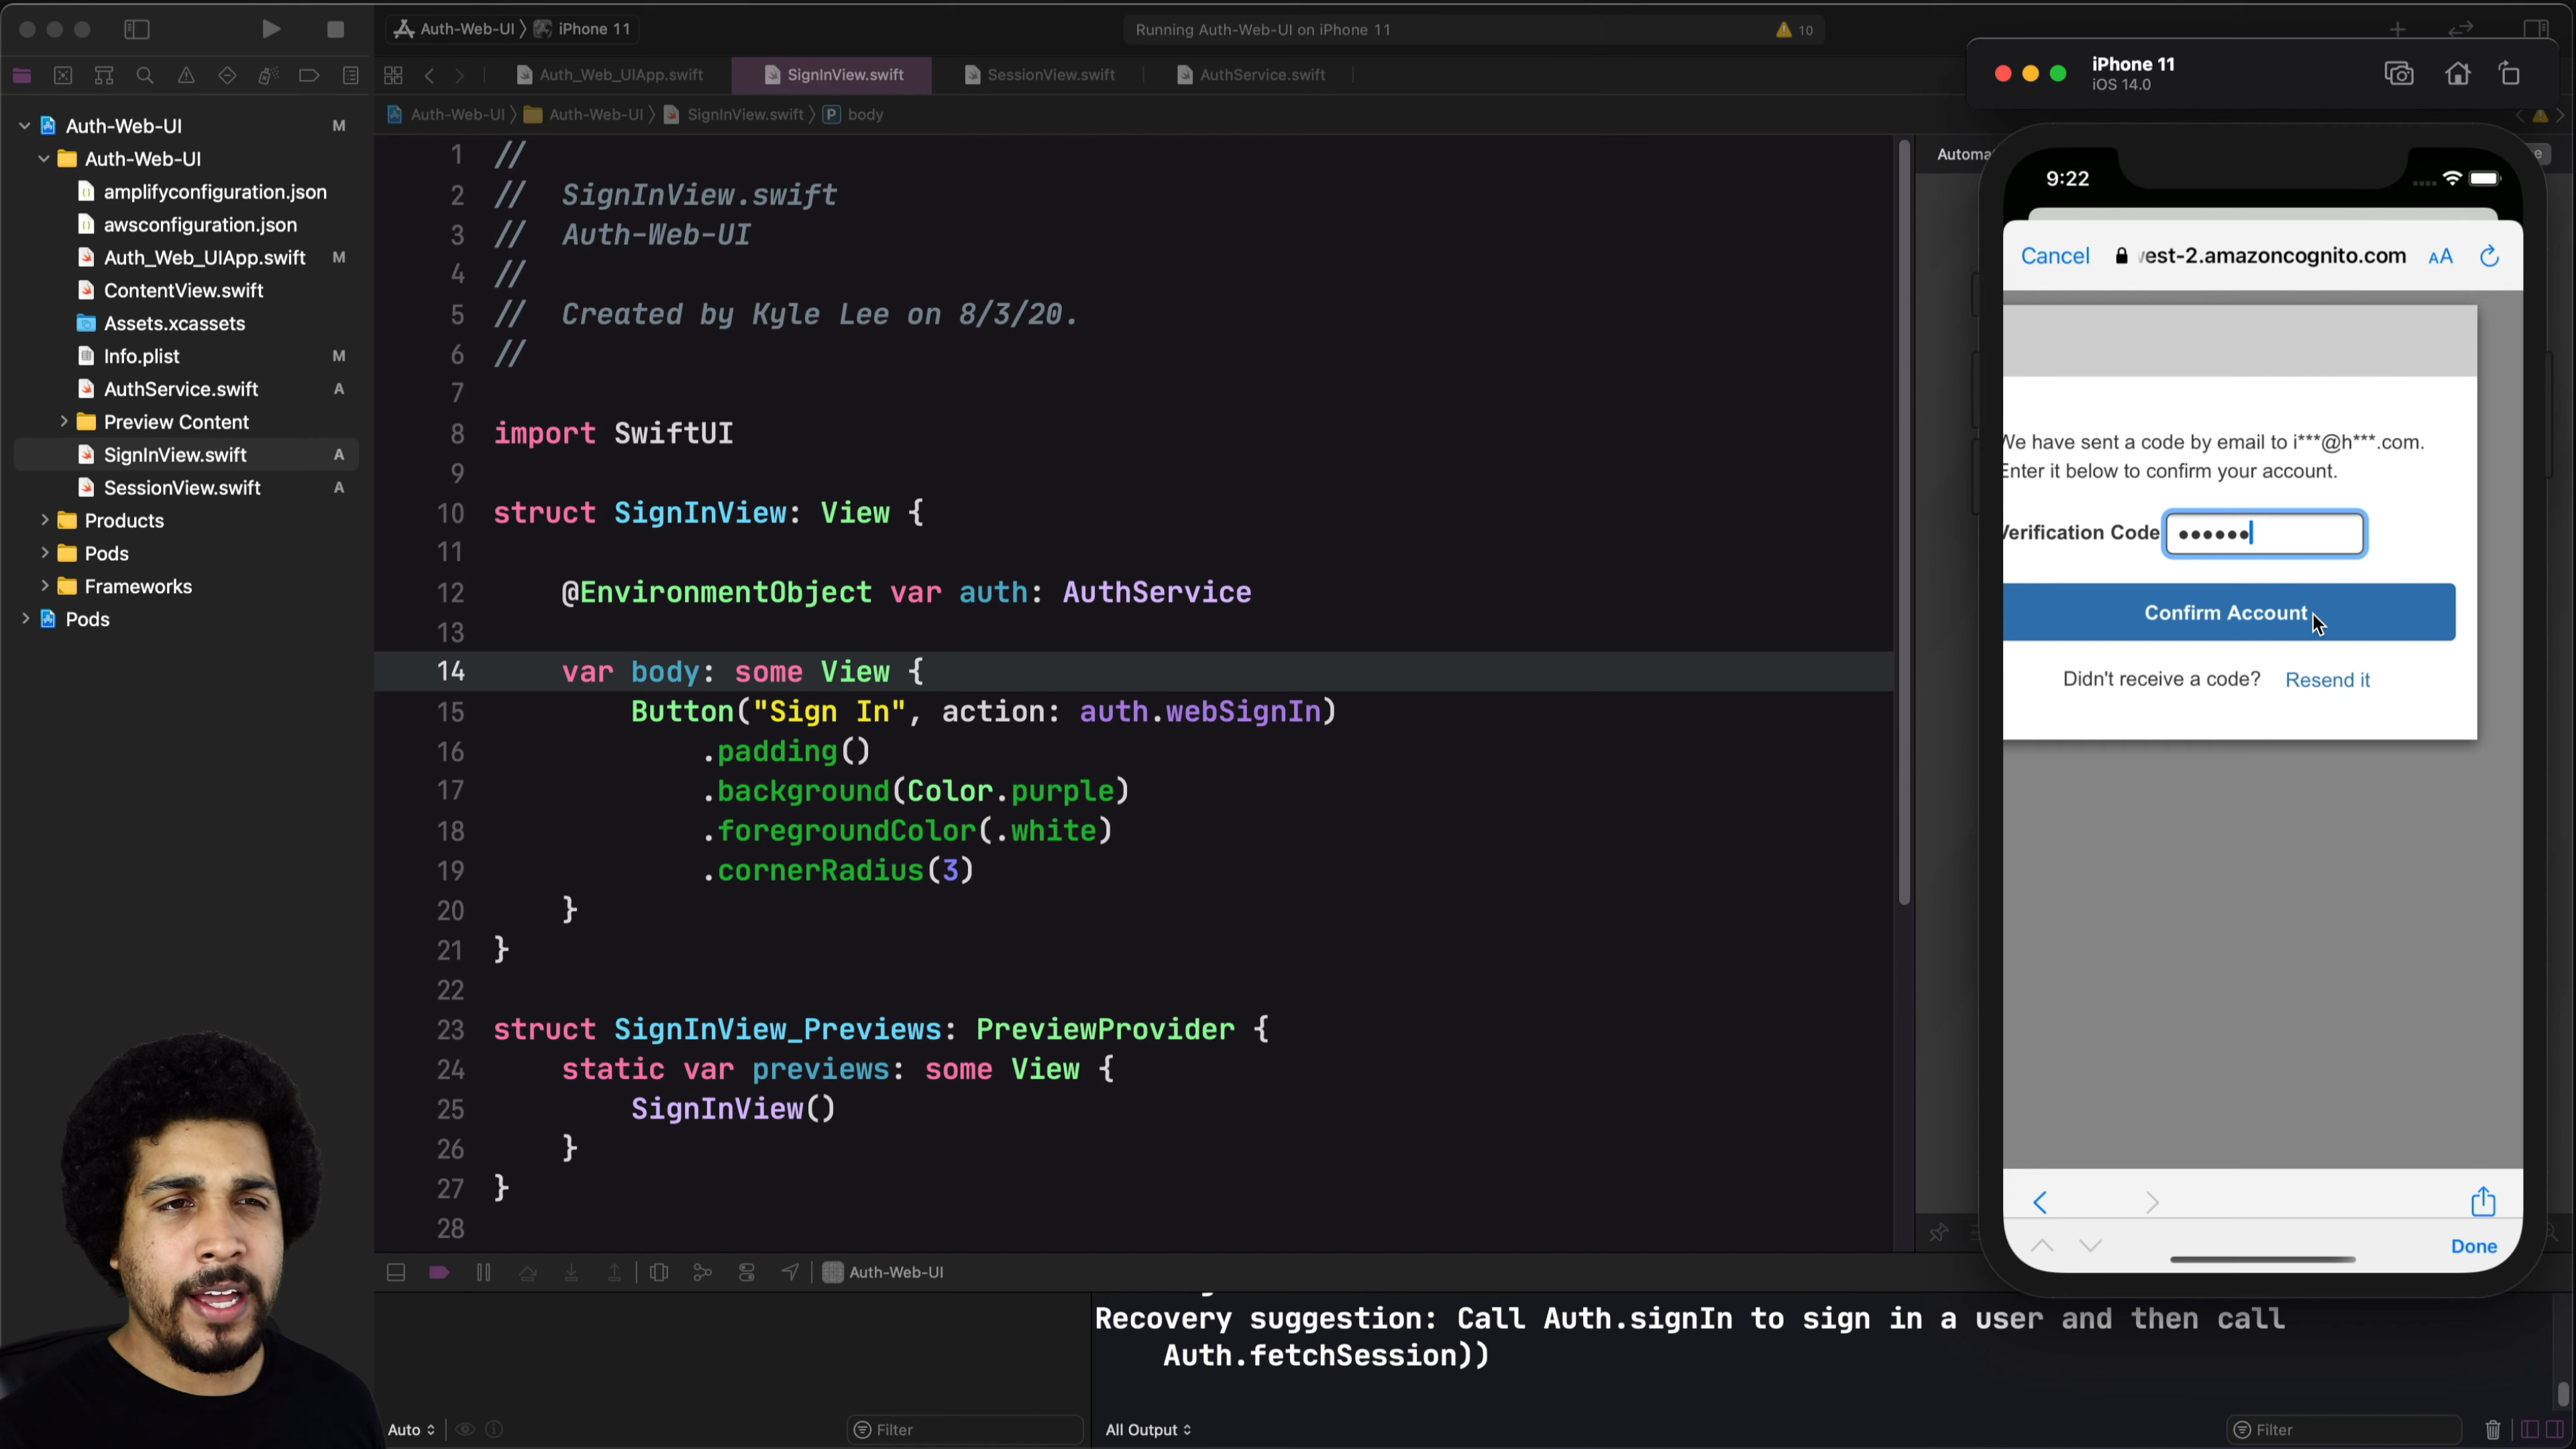 Auth-Web-UI
iPhone 11
Running Auth-Web-UI on iPhone 11
10
Auth_Web_UIApp.swift
SignInView.swift
SessionView.swift
AuthService.swift
Auth-Web-UI
Auth-Web-UI
SignInView.swift
P
body
Auth-Web-UI M
Auth-Web-UI
amplifyconfiguration.json
awsconfiguration.json
Auth_Web_UIApp.swift M
ContentView.swift
Assets.xcassets
Info.plist M
AuthService.swift A
Preview Content
SignInView.swift A
SessionView.swift A
Products
Pods
Frameworks
Pods
1 //
2 //  SignInView.swift
3 //  Auth-Web-UI
4 //
5 //  Created by Kyle Lee on 8/3/20.
6 //
7
8 import SwiftUI
9
10 struct SignInView: View {
11
12     @EnvironmentObject var auth: AuthService
13
14     var body: some View {
15         Button("Sign In", action: auth.webSignIn)
16             .padding()
17             .background(Color.purple)
18             .foregroundColor(.white)
19             .cornerRadius(3)
20     }
21 }
22
23 struct SignInView_Previews: PreviewProvider {
24     static var previews: some View {
25         SignInView()
26     }
27 }
28
iPhone 11
iOS 14.0
9:22
Cancel
est-2.amazoncognito.com
AA
We have sent a code by email to i***@h***.com.
Enter it below to confirm your account.
Verification Code
••••••
Confirm Account
Didn't receive a code? Resend it
Done
Auth-Web-UI
Recovery suggestion: Call Auth.signIn to sign in a user and then call
Auth.fetchSession))
Auto
Filter
All Output
Filter